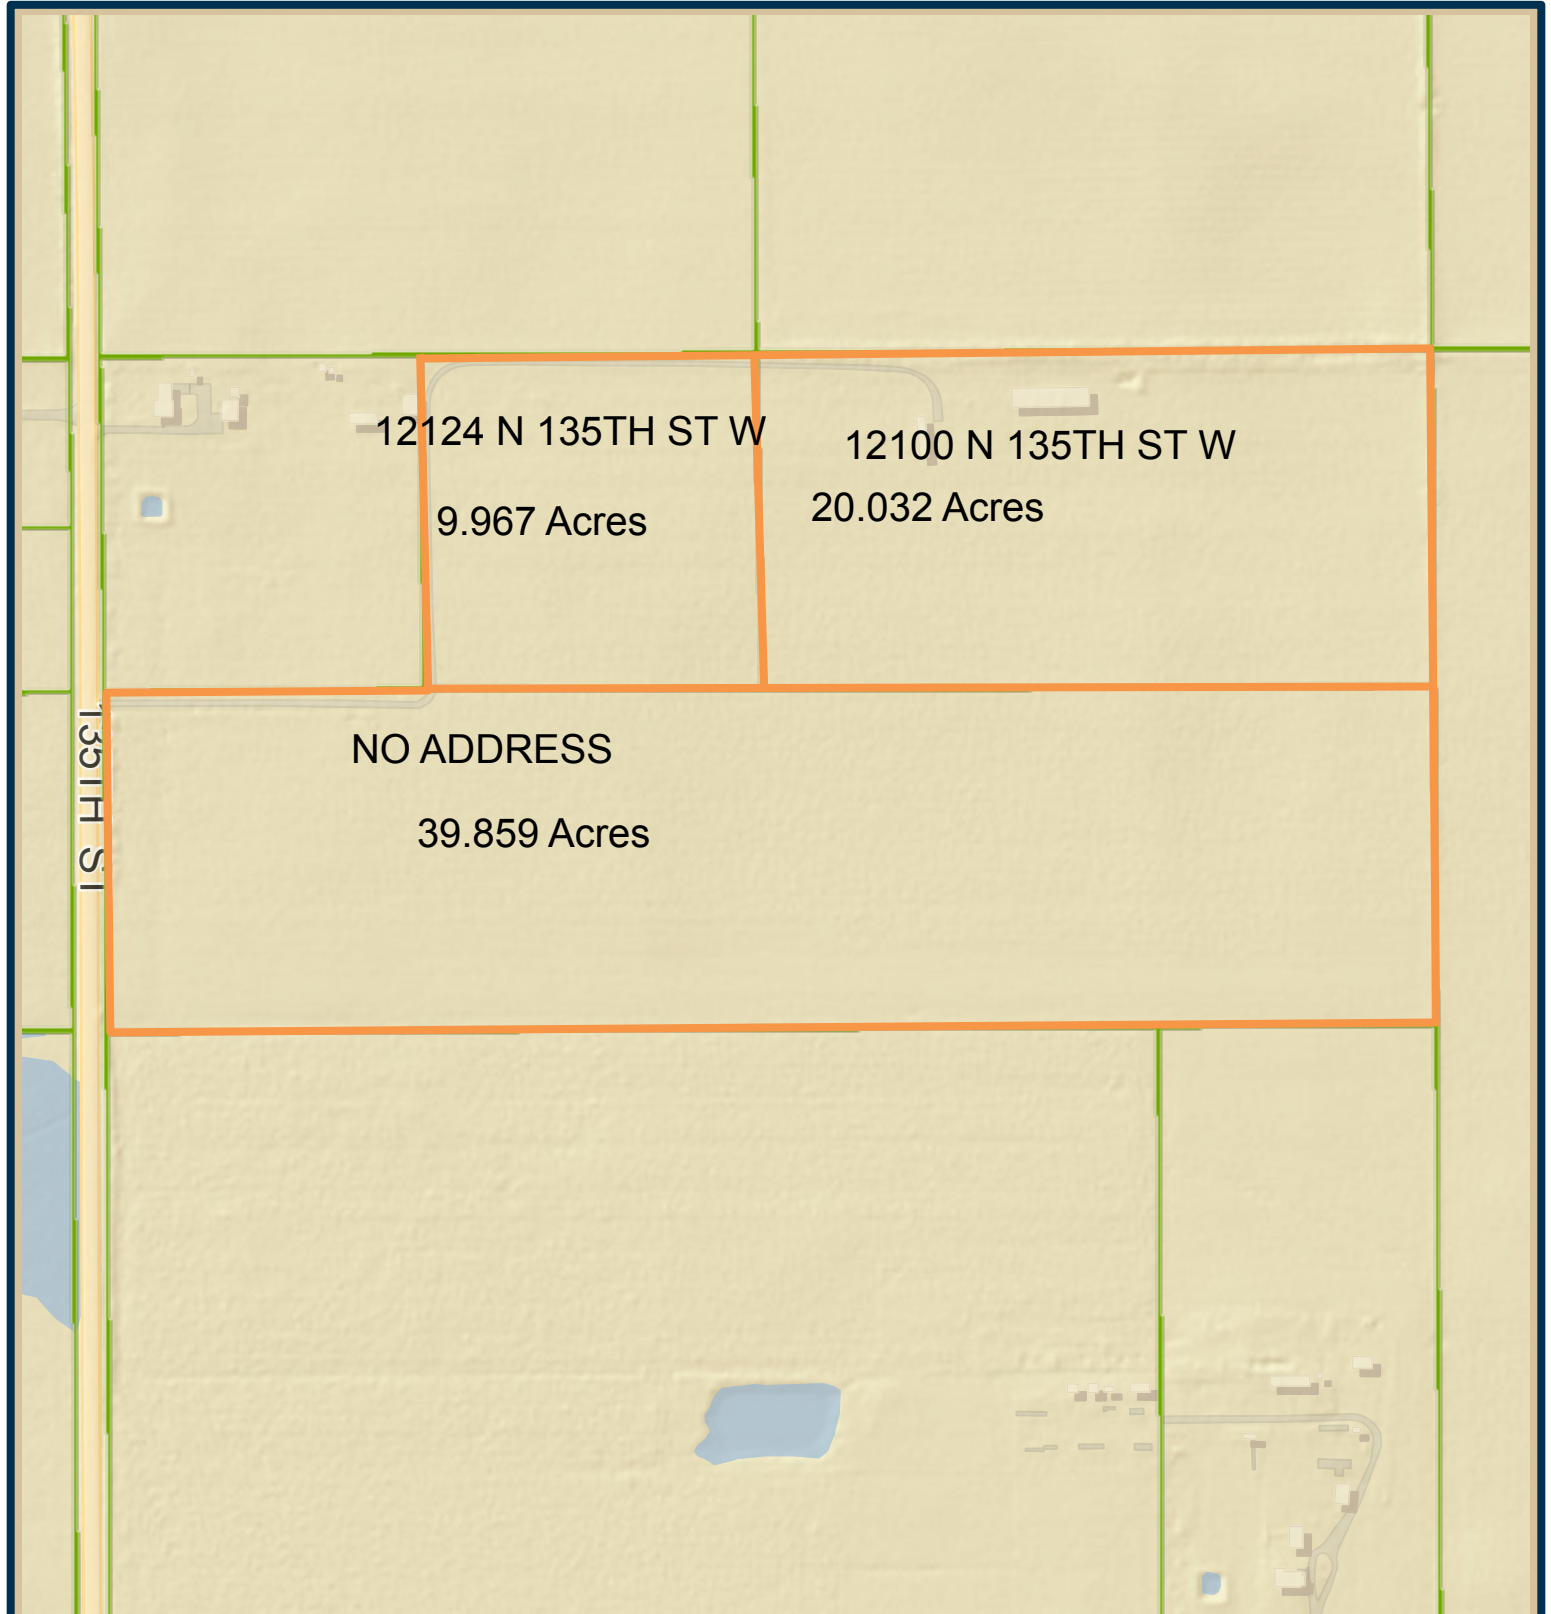 12124 N 135TH ST W
9.967 Acres
12100 N 135TH ST W
20.032 Acres
135TH ST
NO ADDRESS
39.859 Acres